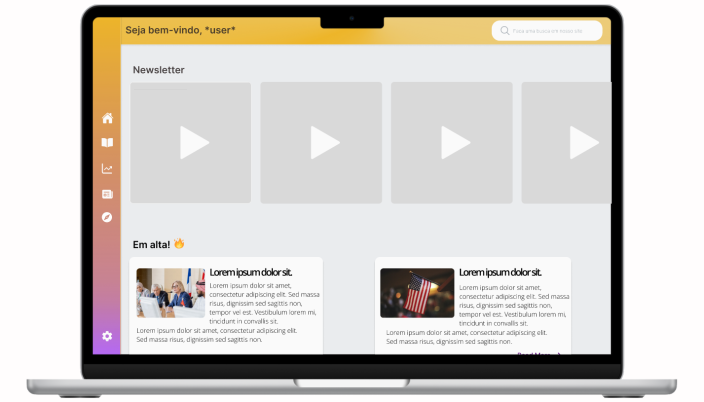 Seja bem-vindo, *user*
Newsletter
Em alta! 🔥
Lorem ipsum dolor sit.
Lorem ipsum dolor sit amet,
consectetur adipiscing elit. Sed massa
risus, dignissim sed sagittis non,
tempor vel est. Vestibulum lorem mi,
tincidunt in convallis sit.
Lorem ipsum dolor sit amet, consectetur adipiscing elit.
Sed massa risus, dignissim sed sagittis non.
Lorem ipsum dolor sit.
Lorem ipsum dolor sit amet,
consectetur adipiscing elit. Sed massa
risus, dignissim sed sagittis non,
tempor vel est. Vestibulum lorem mi,
tincidunt in convallis sit.
Lorem ipsum dolor sit amet, consectetur adipiscing elit.
Sed massa risus, dignissim sed sagittis non.
Read More